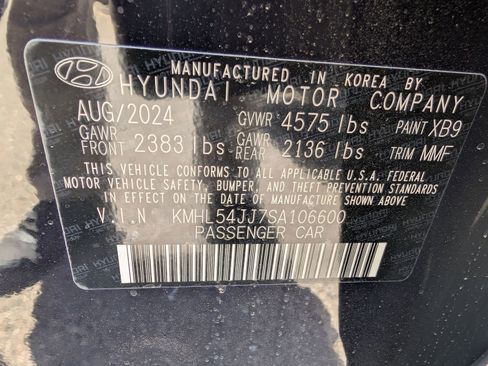 MANUFACTURED IN KOREA BY
HYUNDAI MOTOR COMPANY
AUG/2024 GVWR 4575 lbs PAINT XB9
GAWR FRONT 2383 lbs GAWR REAR 2136 lbs TRIM MMF
THIS VEHICLE CONFORMS TO ALL APPLICABLE U.S.A. FEDERAL
MOTOR VEHICLE SAFETY, BUMPER, AND THEFT PREVENTION STANDARDS
IN EFFECT ON THE DATE OF MANUFACTURE SHOWN ABOVE.
V.I.N KMHL54JJ7SA106600
PASSENGER CAR